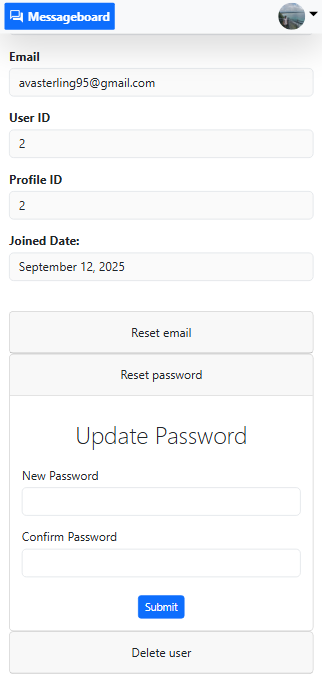 Messageboard
Email
avasterling95@gmail.com
User ID
2
Profile ID
2
Joined Date:
September 12, 2025
Reset email
Reset password
Update Password
New Password
Confirm Password
Submit
Delete user